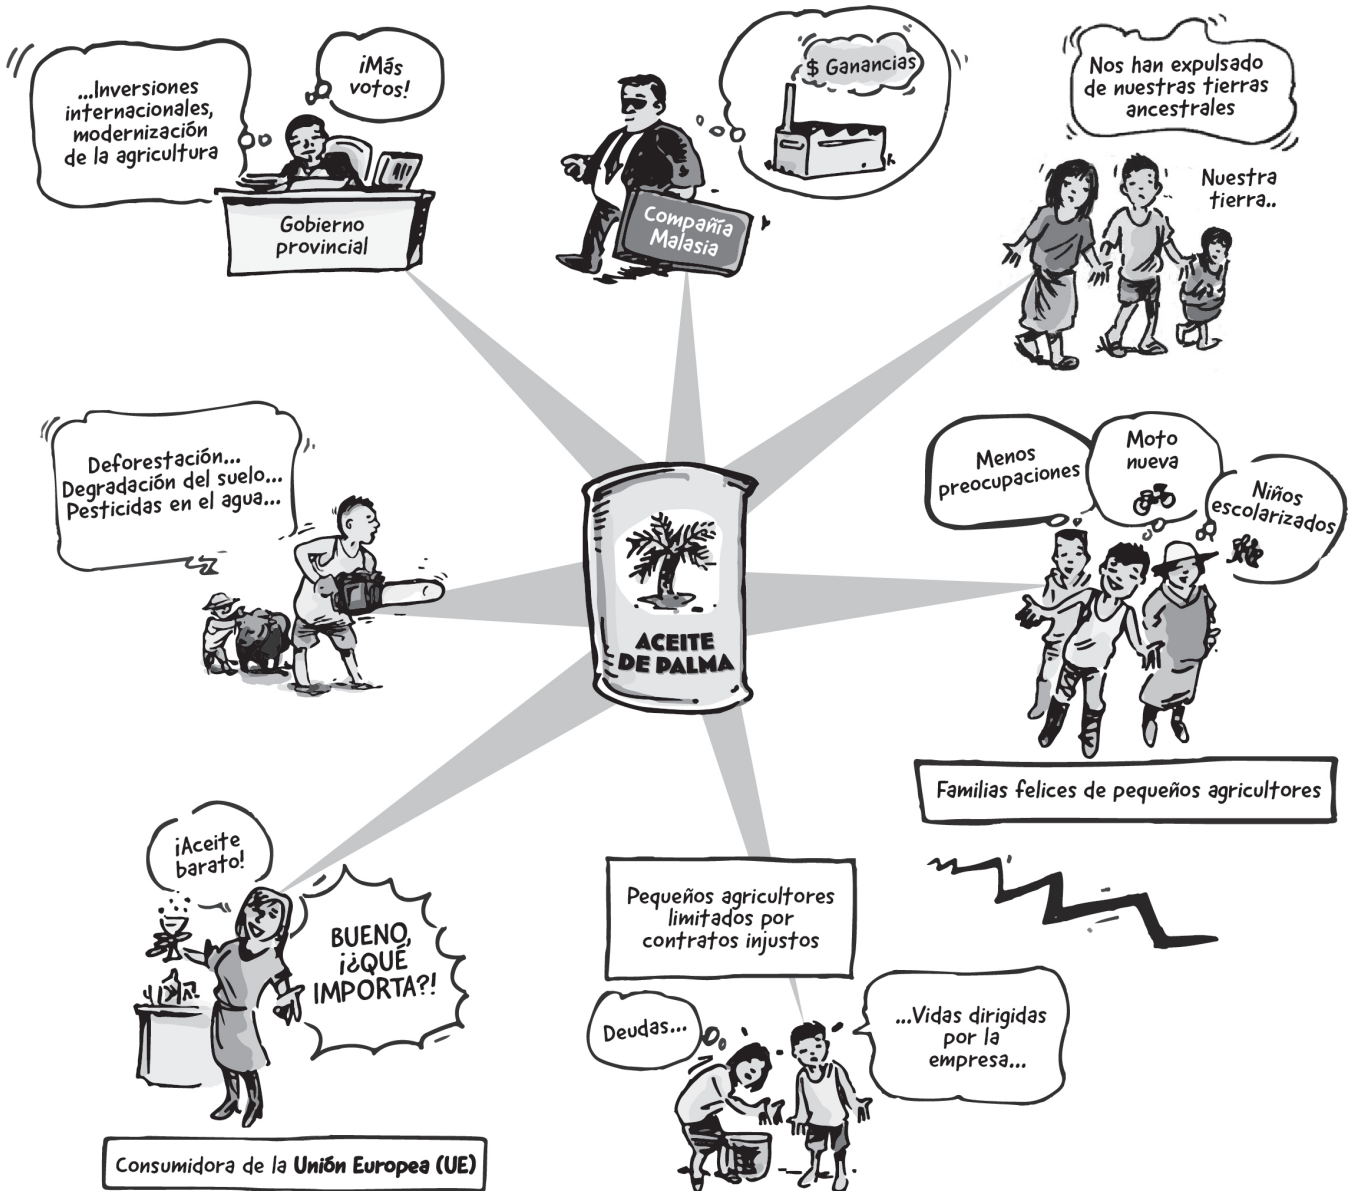 ...Inversiones
internacionales,
modernización
de la agricultura
¡Más
votos!
Gobierno
provincial
$ Ganancias
Compañía
Malasia
Nos han expulsado
de nuestras tierras
ancestrales
Nuestra
tierra..
Deforestación...
Degradación del suelo...
Pesticidas en el agua...
Menos
preocupaciones
Moto
nueva
Niños
escolarizados
ACEITE
DE PALMA
Familias felices de pequeños agricultores
¡Aceite
barato!
BUENO,
¡¿QUÉ
IMPORTA?!
Consumidora de la Unión Europea (UE)
Pequeños agricultores
limitados por
contratos injustos
Deudas...
...Vidas dirigidas
por la
empresa...